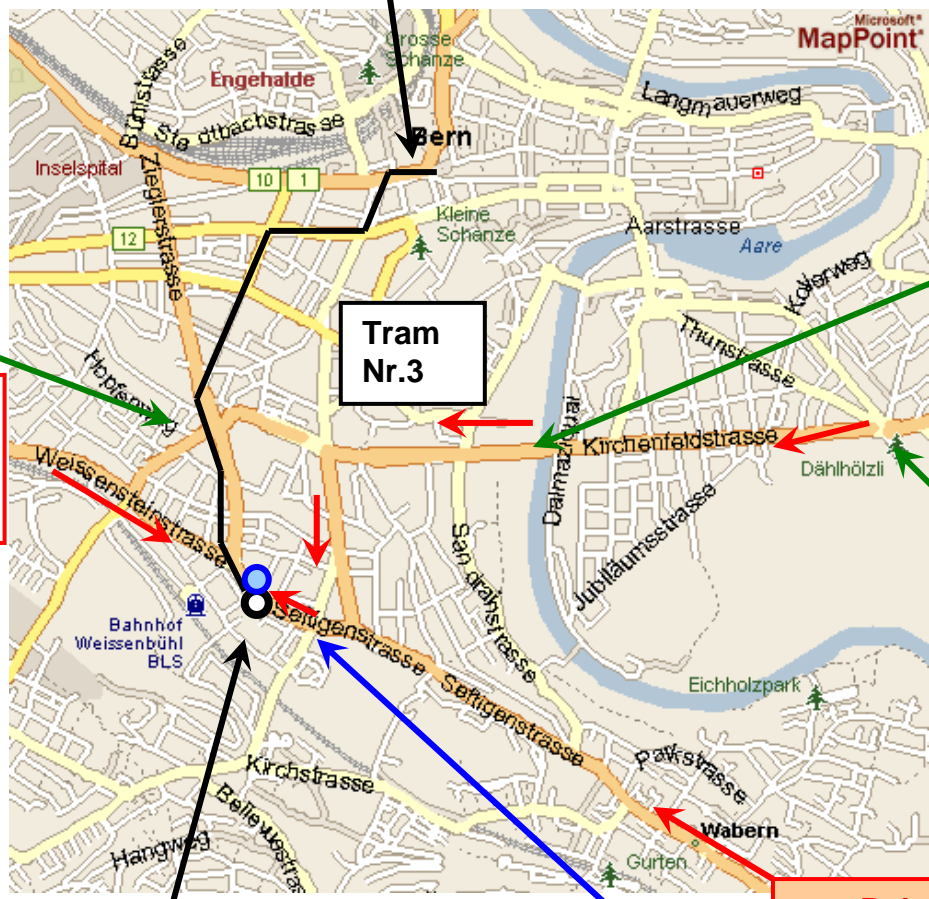 Microsoft®
MapPoint®
Grosse
Schanze
Engehalde
Langmauerweg
Bühlstrasse
Stadtbachstrasse
Bern
Inselspital
10
1
Zieglerstrasse
Kleine
Schanze
12
Aarstrasse
Aare
Kollerweg
Tram
Nr.3
Thunstrasse
Hopfenweg
Dalmaziquai
Kirchenfeldstrasse
Dählhölzli
Weissensteinstrasse
Sandrainstrasse
Jubiläumsstrasse
Bahnhof
Weissenbühl
BLS
Seftigenstrasse
Seftigenstrasse
Eichholzpark
Parkstrasse
Kirchstrasse
Bellevuestrasse
Wabern
Hangweg
Gurten